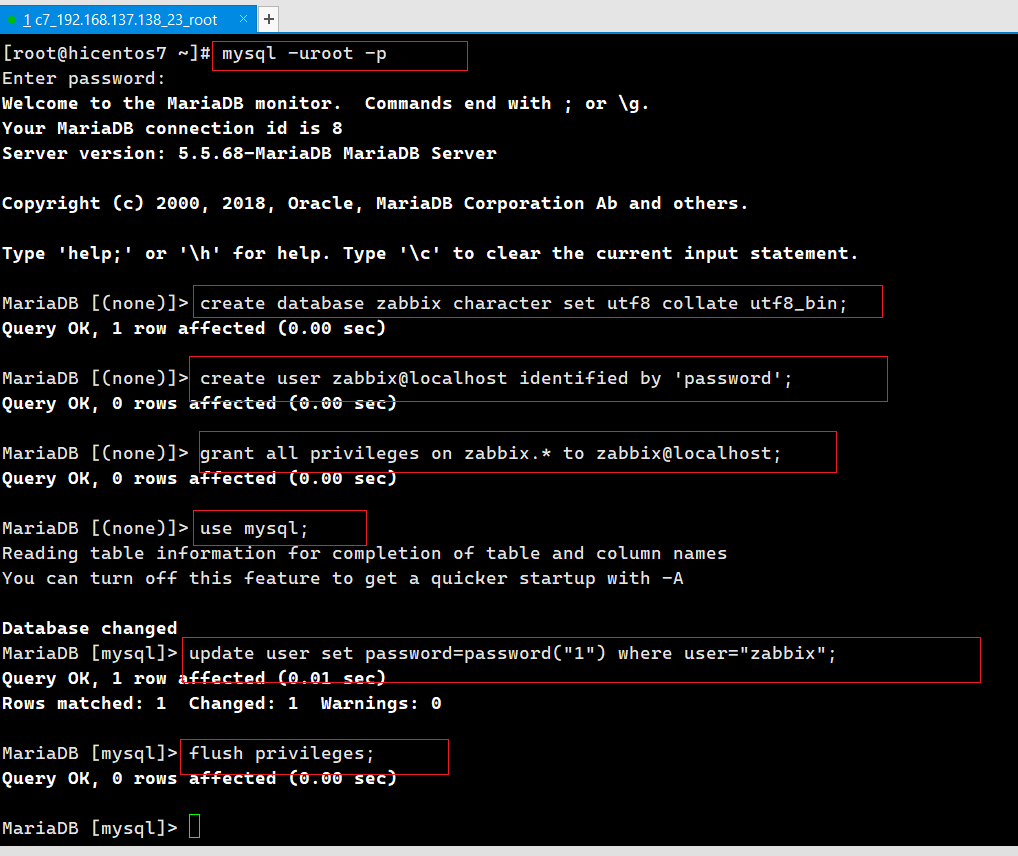 1 c7_192.168.137.138_23_root × +
[root@hicentos7 ~]# mysql -uroot -p
Enter password:
Welcome to the MariaDB monitor.  Commands end with ; or \g.
Your MariaDB connection id is 8
Server version: 5.5.68-MariaDB MariaDB Server
Copyright (c) 2000, 2018, Oracle, MariaDB Corporation Ab and others.
Type 'help;' or '\h' for help. Type '\c' to clear the current input statement.
MariaDB [(none)]> create database zabbix character set utf8 collate utf8_bin;
Query OK, 1 row affected (0.00 sec)
MariaDB [(none)]> create user zabbix@localhost identified by 'password';
Query OK, 0 rows affected (0.00 sec)
MariaDB [(none)]> grant all privileges on zabbix.* to zabbix@localhost;
Query OK, 0 rows affected (0.00 sec)
MariaDB [(none)]> use mysql;
Reading table information for completion of table and column names
You can turn off this feature to get a quicker startup with -A
Database changed
MariaDB [mysql]> update user set password=password("1") where user="zabbix";
Query OK, 1 row affected (0.01 sec)
Rows matched: 1  Changed: 1  Warnings: 0
MariaDB [mysql]> flush privileges;
Query OK, 0 rows affected (0.00 sec)
MariaDB [mysql]>